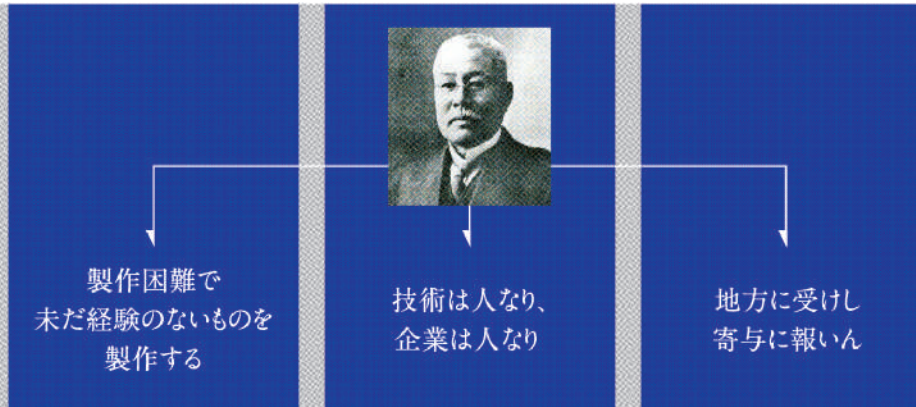 製作困難で
未だ経験のないものを
製作する
技術は人なり、
企業は人なり
地方に受けし
寄与に報いん